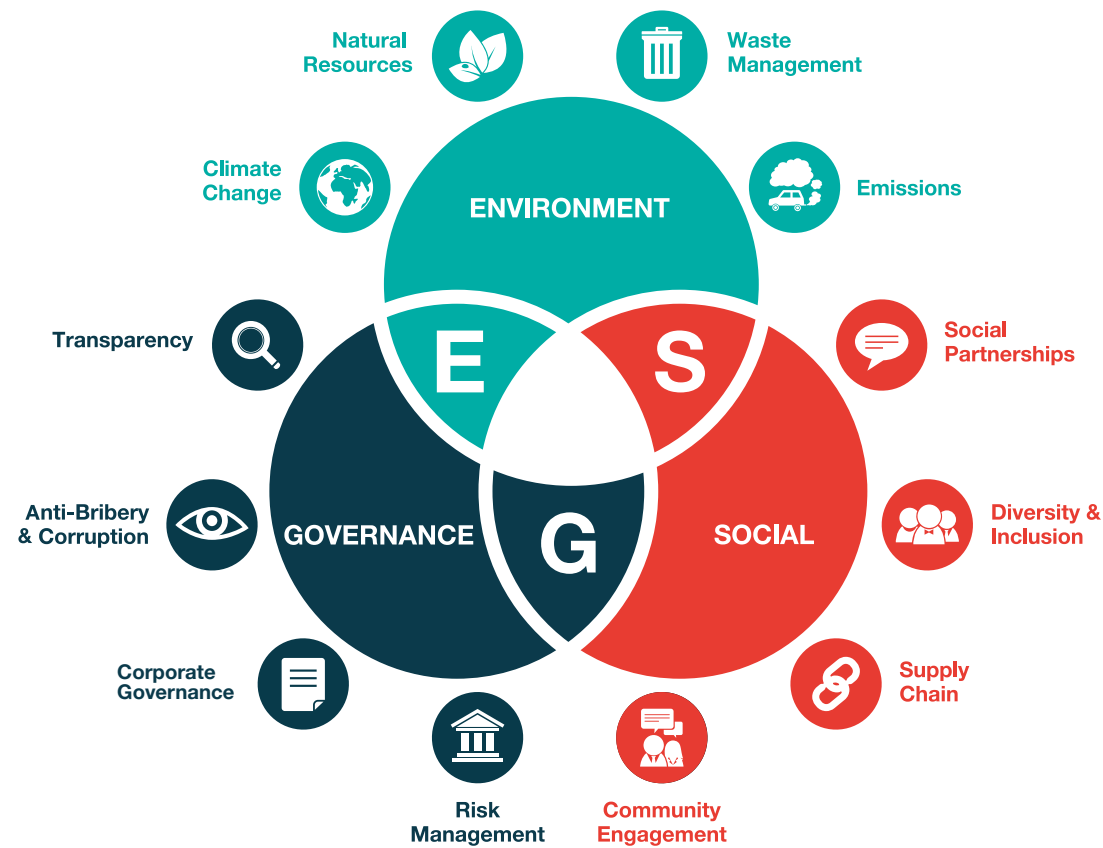 Natural
Resources
Waste
Management
Climate
Change
Emissions
ENVIRONMENT
Transparency
E
S
Social
Partnerships
Anti-Bribery
& Corruption
GOVERNANCE
G
SOCIAL
Diversity &
Inclusion
Corporate
Governance
Supply
Chain
Risk
Management
Community
Engagement